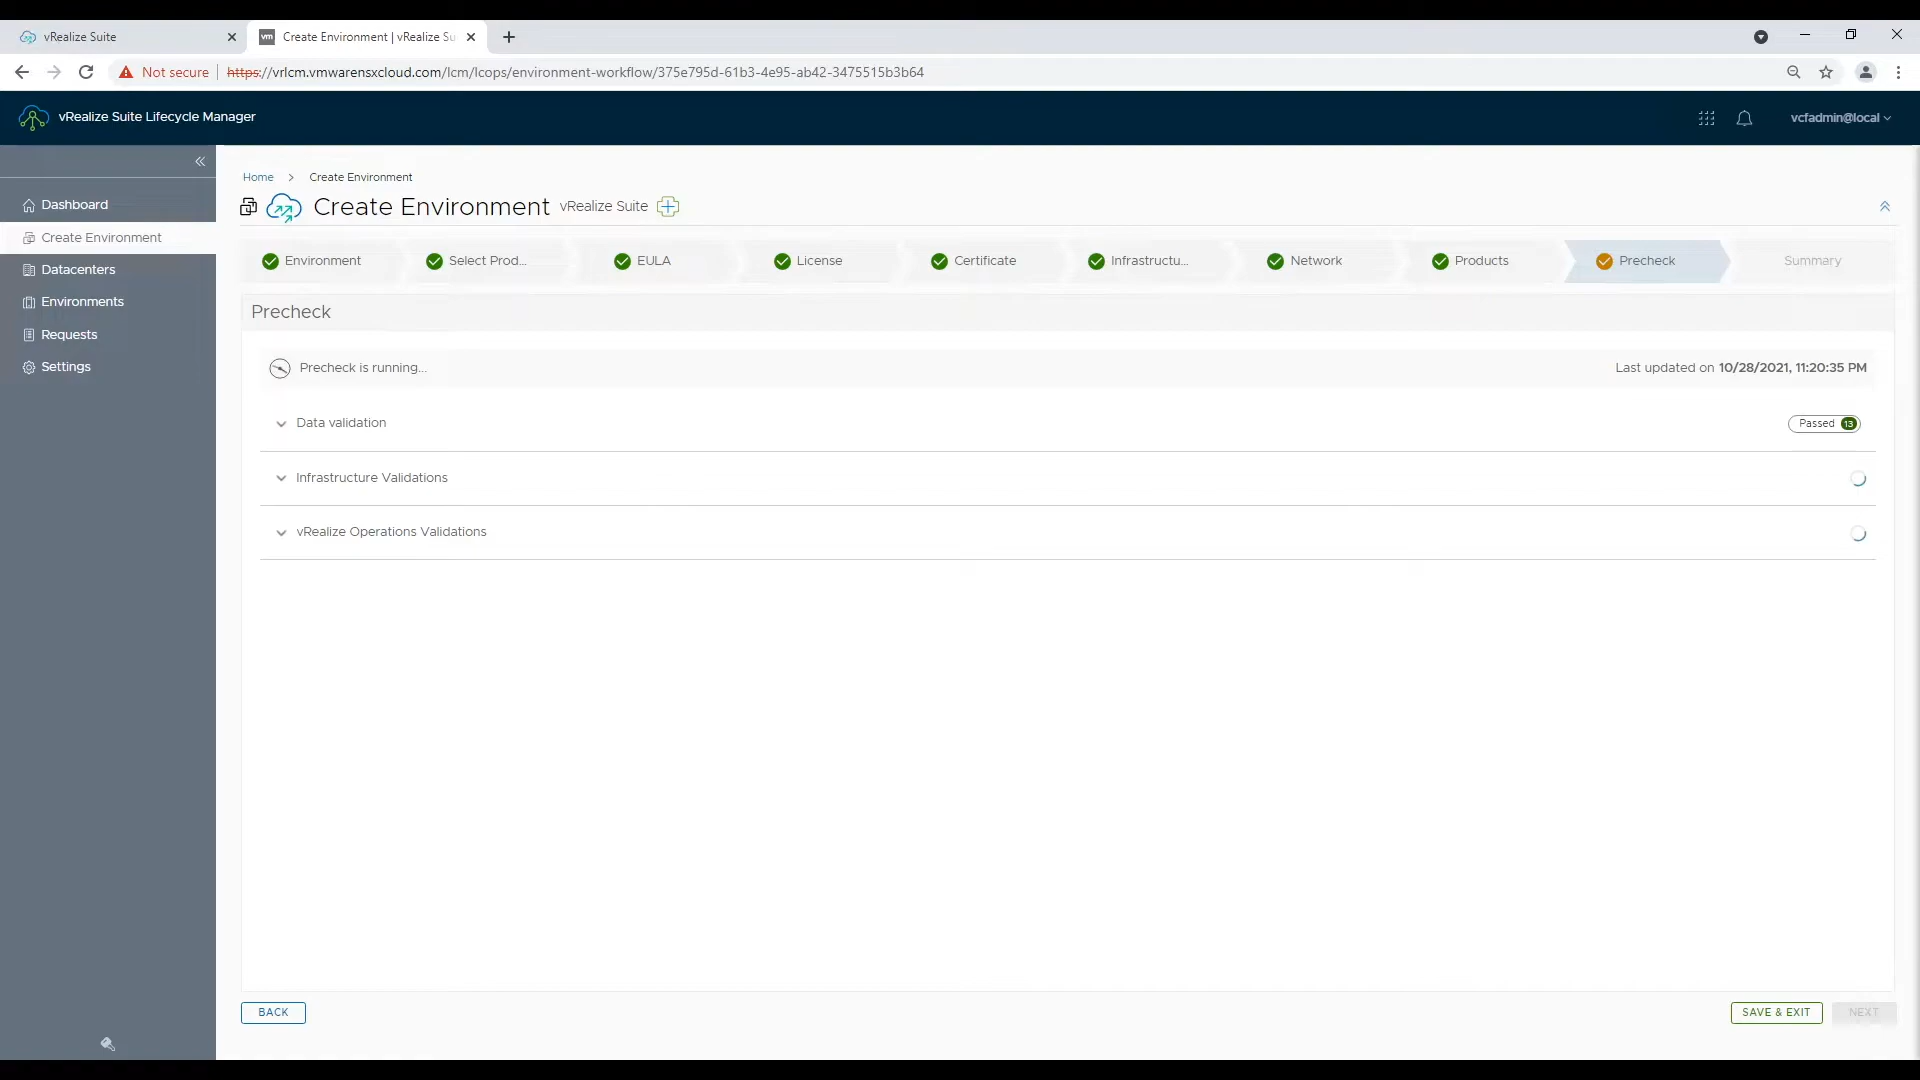 vRealize Suite
Create Environment | vRealize Su
Not secure
https://vrlcm.vmwarensxcloud.com/lcm/lcops/environment-workflow/375e795d-61b3-4e95-ab42-3475515b3b64
vRealize Suite Lifecycle Manager
vcfadmin@local
Dashboard
Create Environment
Datacenters
Environments
Requests
Settings
Home > Create Environment
Create Environment vRealize Suite
Environment
Select Prod...
EULA
License
Certificate
Infrastructu...
Network
Products
Precheck
Summary
Precheck
Precheck is running...
Last updated on 10/28/2021, 11:20:35 PM
Data validation
Passed 13
Infrastructure Validations
vRealize Operations Validations
BACK
SAVE & EXIT
NEXT